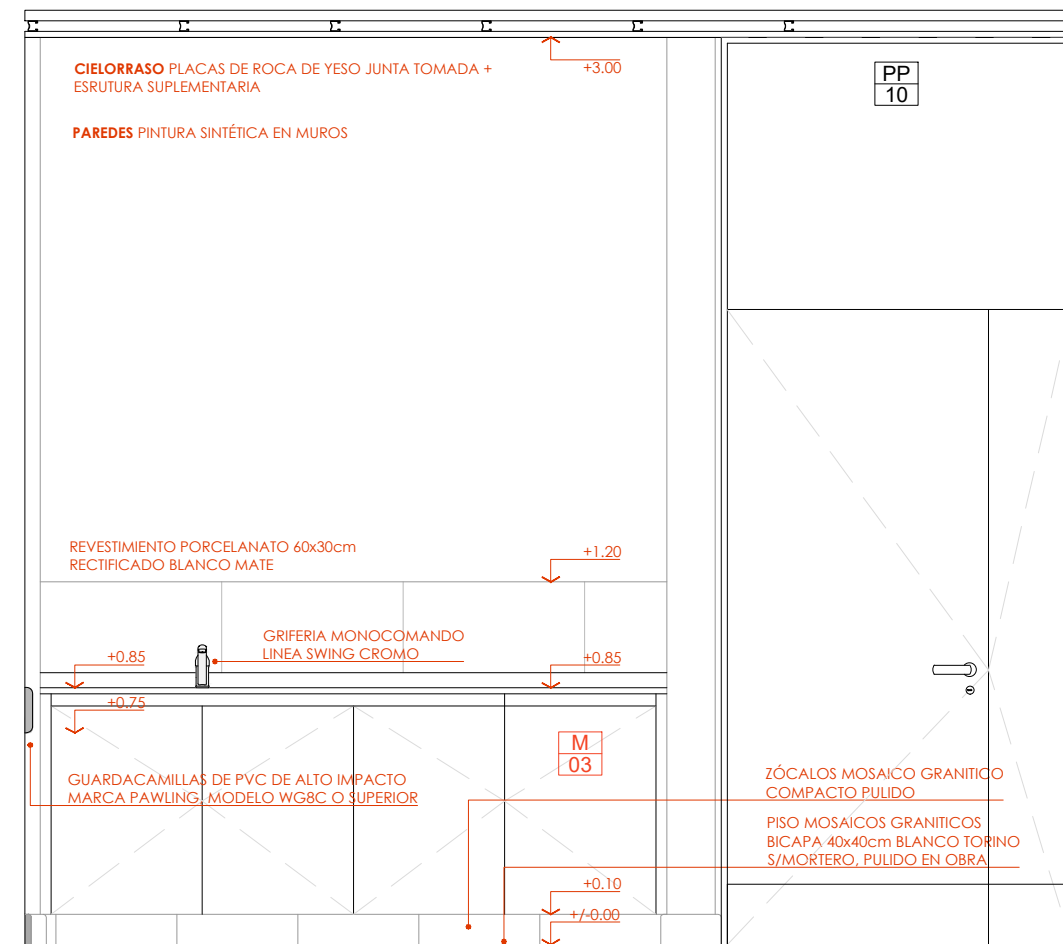 CIELORRASO PLACAS DE ROCA DE YESO JUNTA TOMADA +
ESRUTURA SUPLEMENTARIA
+3.00
PP
10
PAREDES PINTURA SINTÉTICA EN MUROS
REVESTIMIENTO PORCELANATO 60x30cm
RECTIFICADO BLANCO MATE
+1.20
GRIFERIA MONOCOMANDO
LINEA SWING CROMO
+0.85
+0.85
+0.75
M
03
GUARDACAMILLAS DE PVC DE ALTO IMPACTO
MARCA PAWLING, MODELO WG8C O SUPERIOR
ZÓCALOS MOSAICO GRANITICO
COMPACTO PULIDO
PISO MOSAICOS GRANITICOS
BICAPA 40x40cm BLANCO TORINO
S/MORTERO, PULIDO EN OBRA
+0.10
+/-0.00